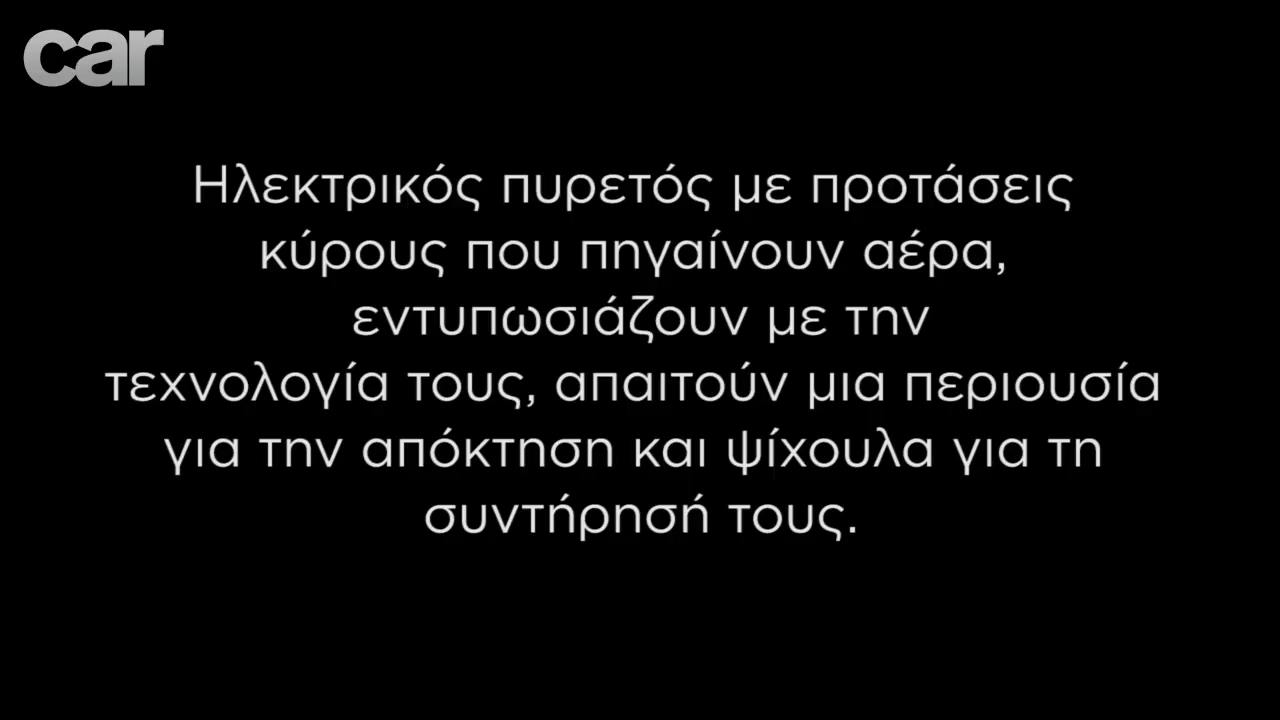 car
Ηλεκτρικός πυρετός με προτάσεις
κύρους που πηγαίνουν αέρα,
εντυπωσιάζουν με την
τεχνολογία τους, απαιτούν μια περιουσία
για την απόκτηση και ψίχουλα για τη
συντήρησή τους.